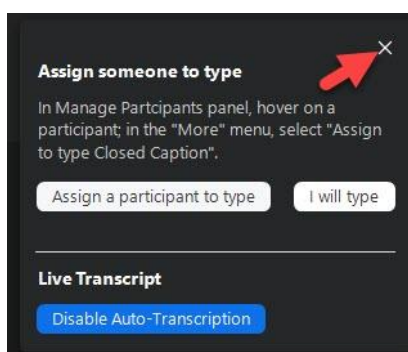 Assign someone to type
In Manage Partcipants panel, hover on a
participant; in the "More" menu, select "Assign
to type Closed Caption".
Assign a participant to type
I will type
Live Transcript
Disable Auto-Transcription